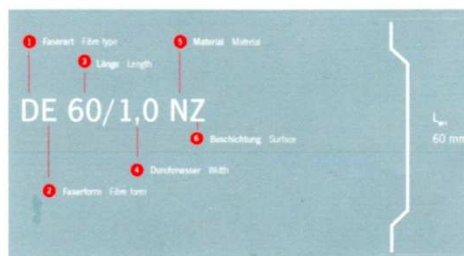 1 Faserart Fibre type
5 Material Material
3 Länge Length
DE 60/1,0 NZ
6 Beschichtung Surface
4 Durchmesser Width
2 Faserform Fibre form
60 mm